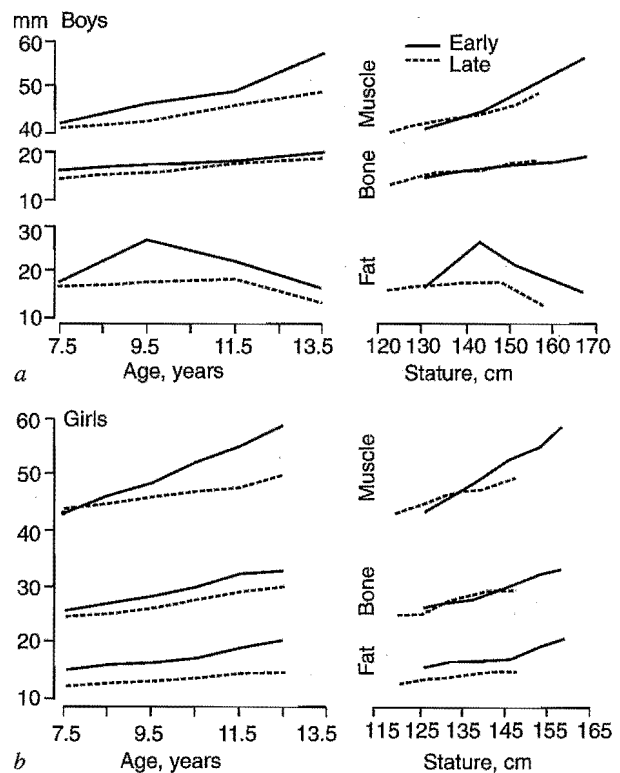 mm Boys
60
50
40
20
10
30
20
10
7.5 9.5 11.5 13.5
Age, years
a
Early
Late
Muscle
Bone
Fat
120 130 140 150 160 170
Stature, cm
Girls
60
50
40
30
20
10
7.5 9.5 11.5 13.5
Age, years
b
Muscle
Bone
Fat
115 125 135 145 155 165
Stature, cm